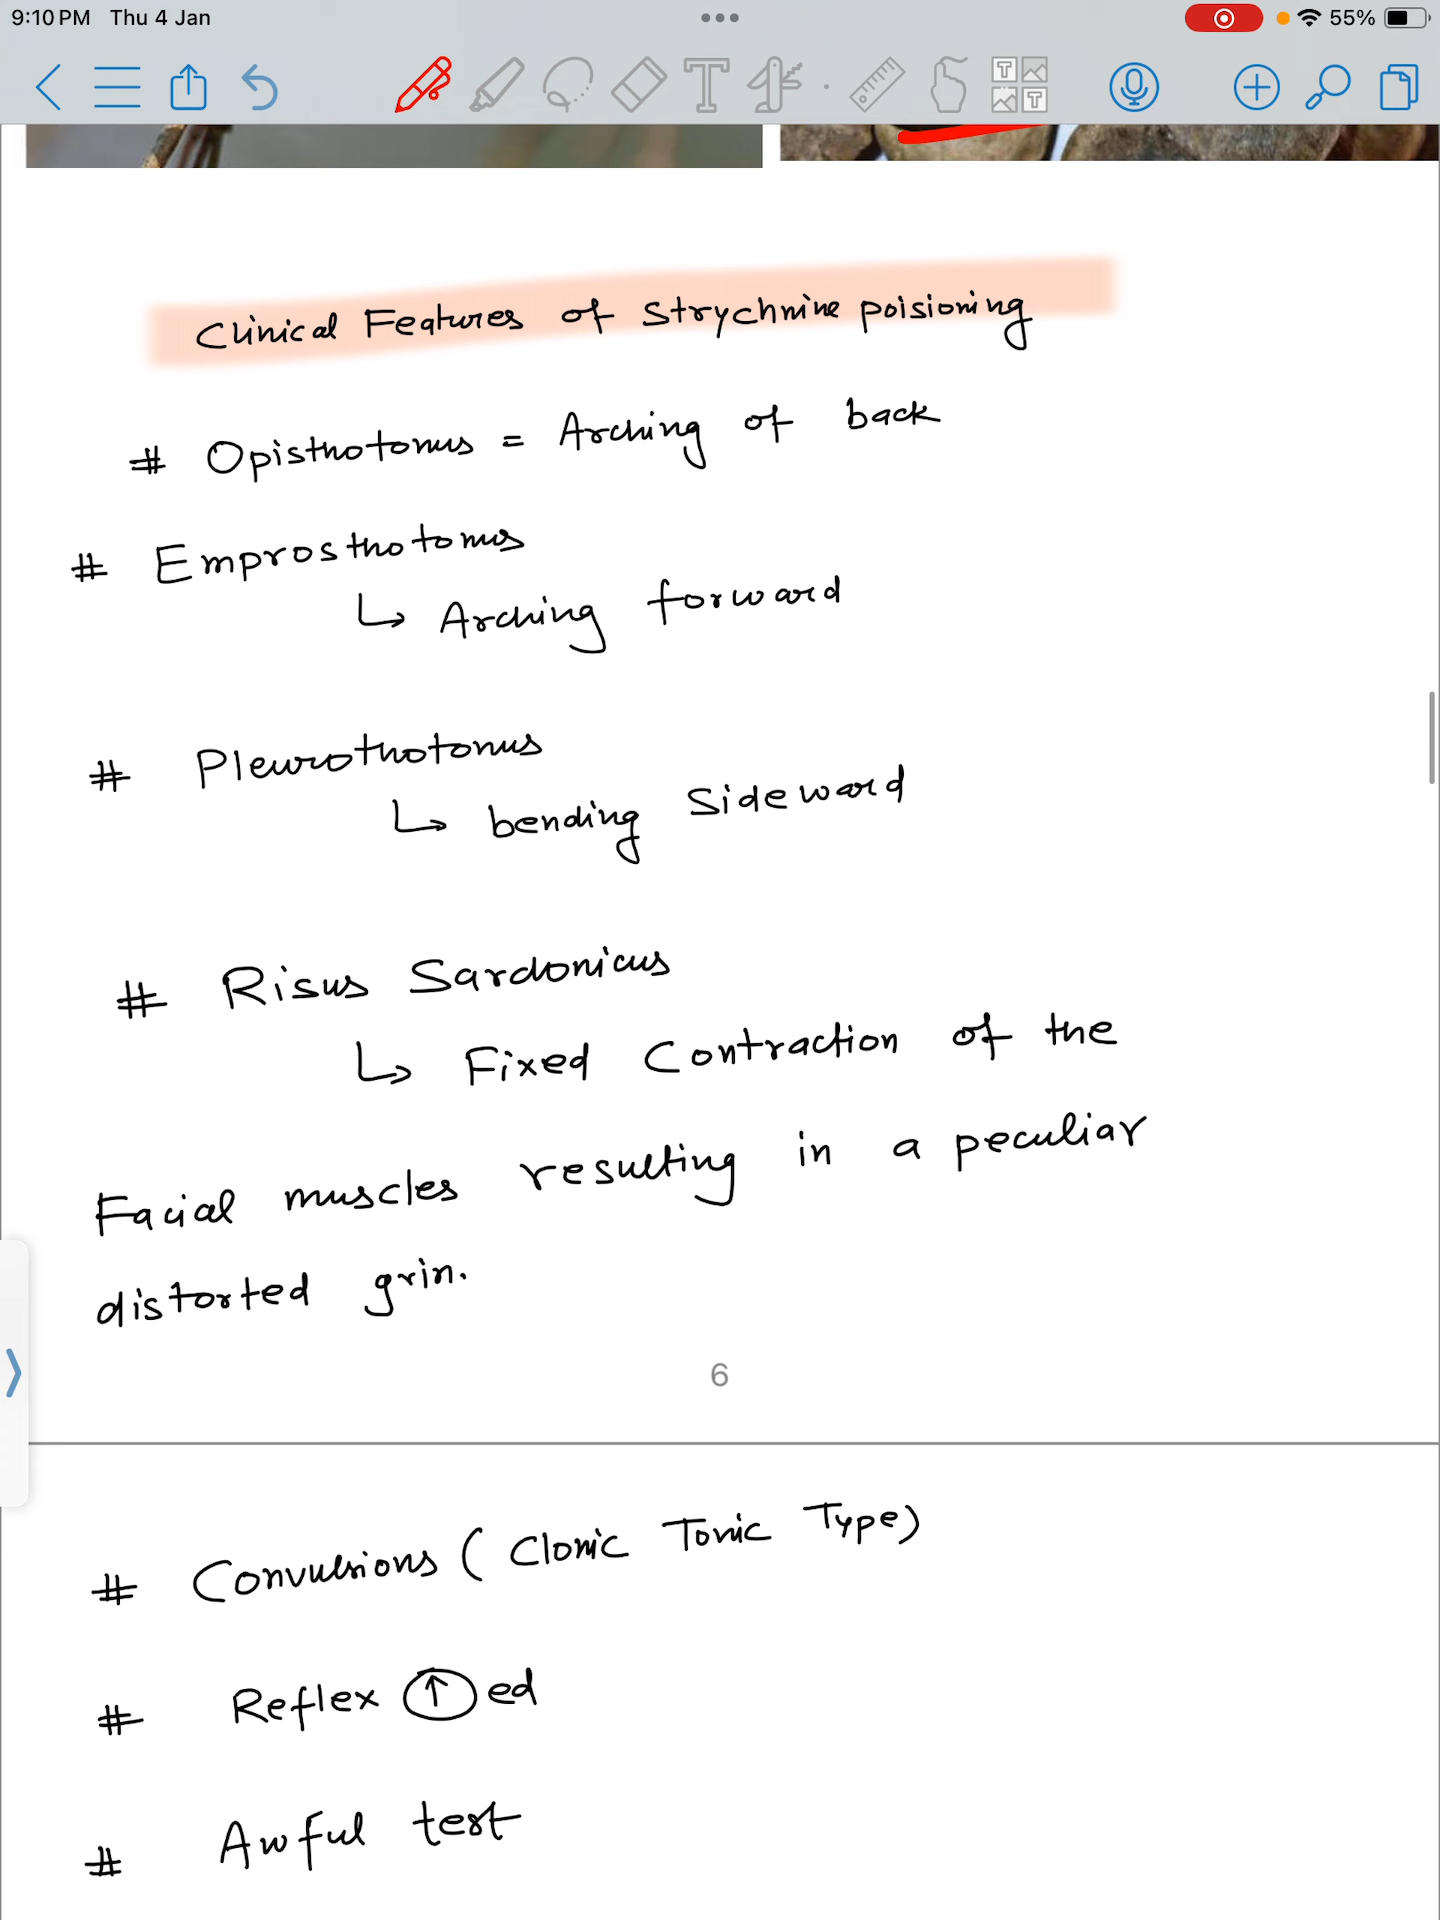 9:10 PM Thu 4 Jan
55%
T
T
T
Clinical Features of Strychnine poisioning
# Opisthotonus = Arching of back
# Emprosthotonus
↳ Arching forward
# Pleurothotonus
↳ bending Sideward
# Risus Sardonicus
↳ Fixed Contraction of the
Facial muscles resulting in a peculiar
distorted grin.
6
# Convulsions ( Clonic Tonic Type)
# Reflex ↑ ed
# Awful test